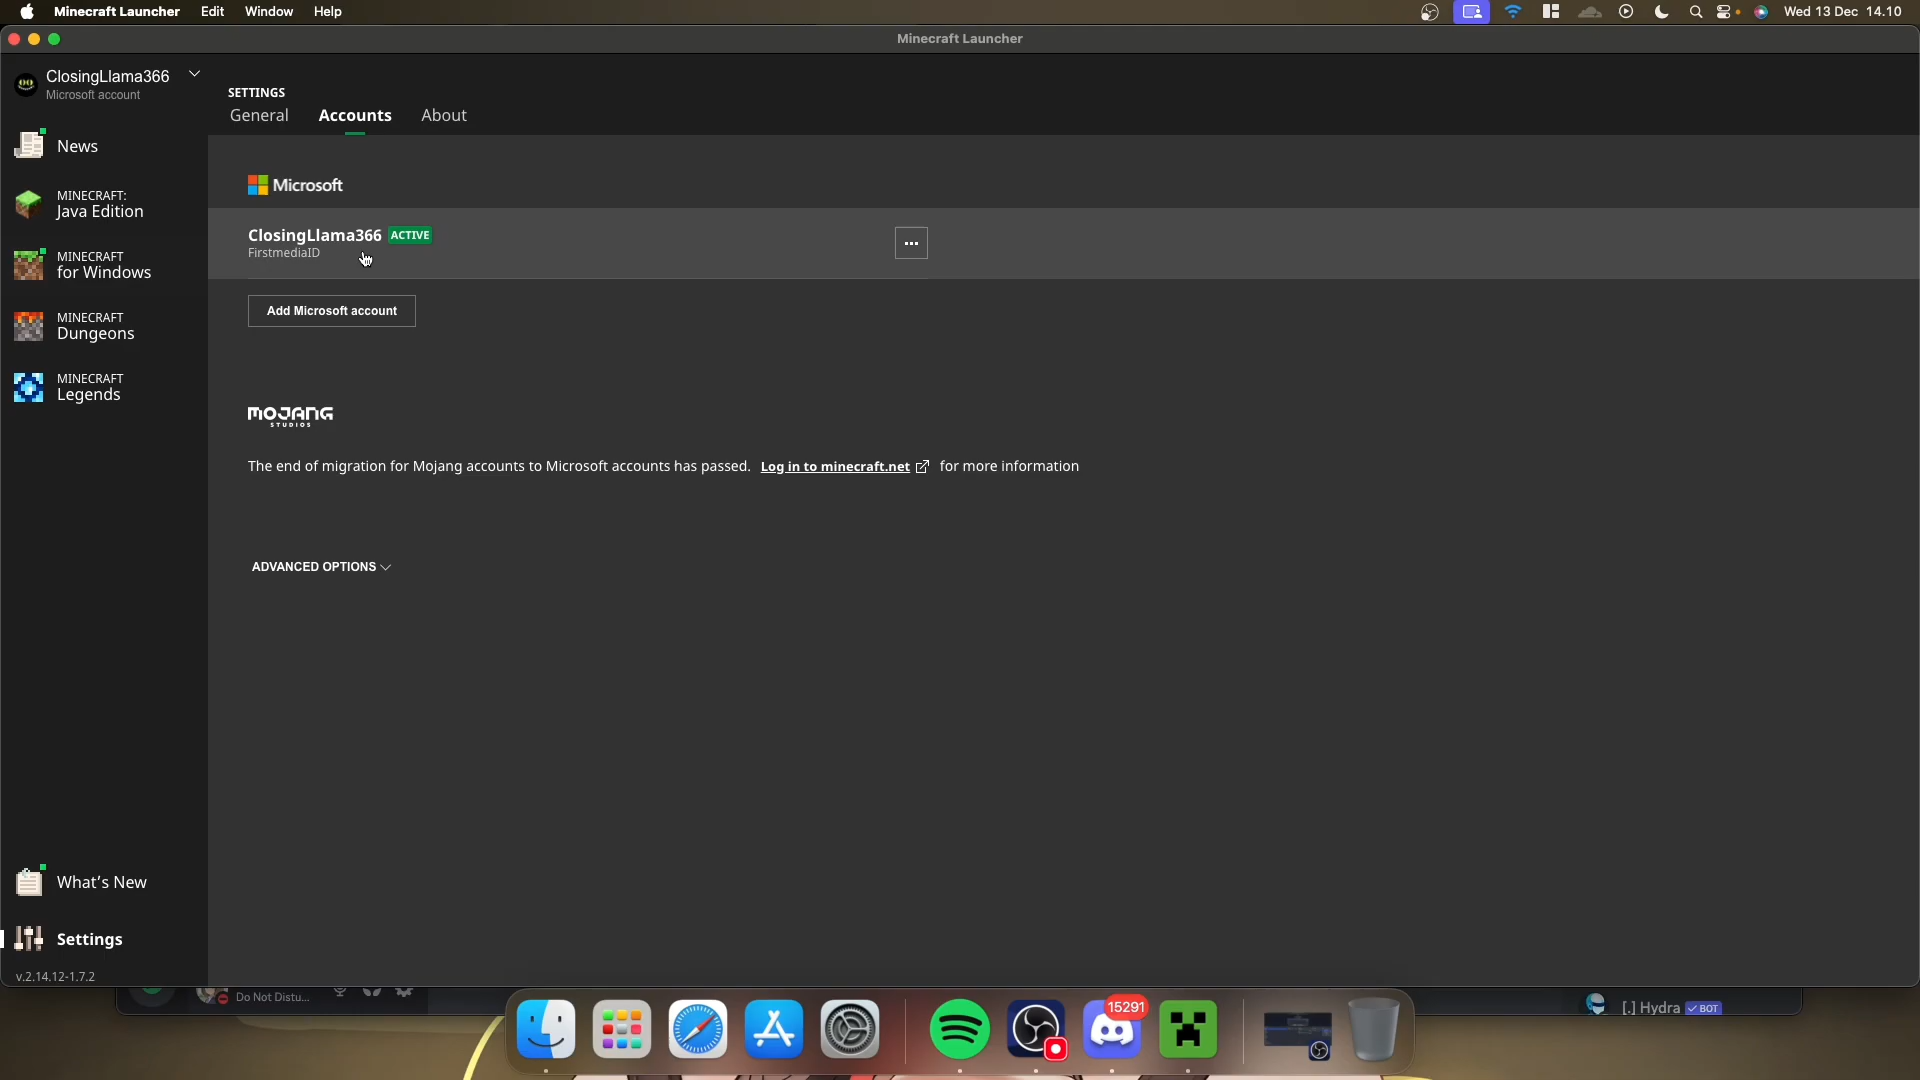 Minecraft Launcher Edit Window Help
Wed 13 Dec 14.10
Minecraft Launcher
ClosingLlama366
Microsoft account
News
MINECRAFT:
Java Edition
MINECRAFT
for Windows
MINECRAFT
Dungeons
MINECRAFT
Legends
What's New
Settings
v.2.14.12-1.7.2
SETTINGS
General Accounts About
Microsoft
ClosingLlama366 ACTIVE
FirstmediaID
...
Add Microsoft account
MOJANG
STUDIOS
The end of migration for Mojang accounts to Microsoft accounts has passed. Log in to minecraft.net for more information
ADVANCED OPTIONS
Do Not Distu...
15291
[.] Hydra BOT